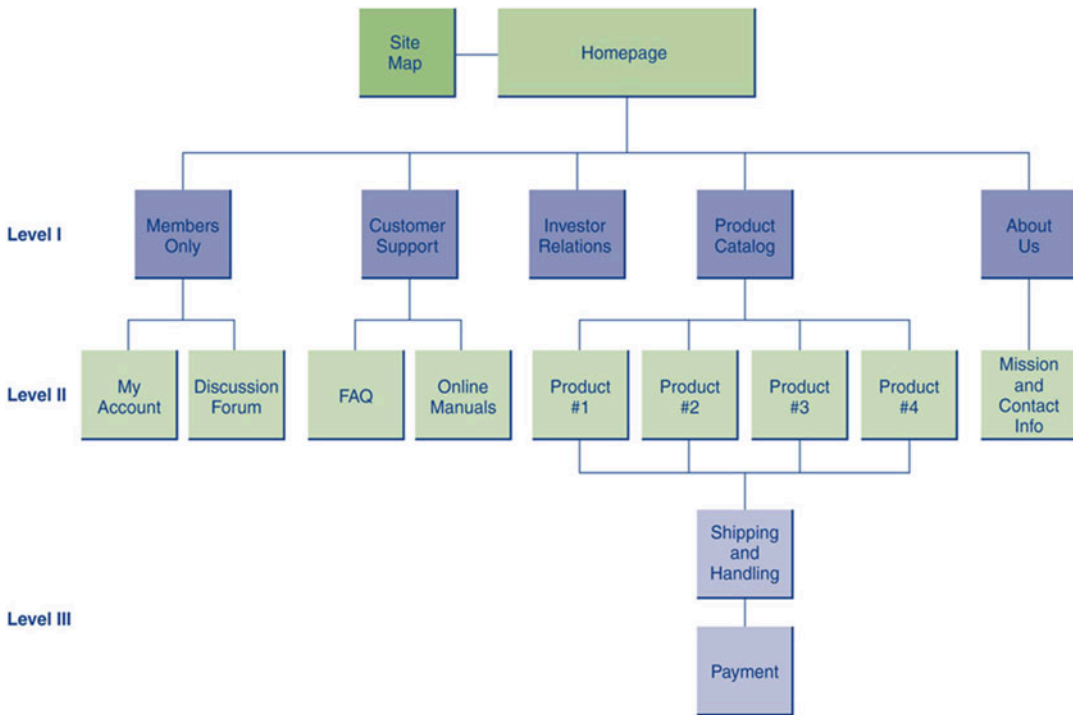 Site
Map
Homepage
Level I
Members
Only
Customer
Support
Investor
Relations
Product
Catalog
About
Us
Level II
My
Account
Discussion
Forum
FAQ
Online
Manuals
Product
#1
Product
#2
Product
#3
Product
#4
Mission
and
Contact
Info
Shipping
and
Handling
Level III
Payment